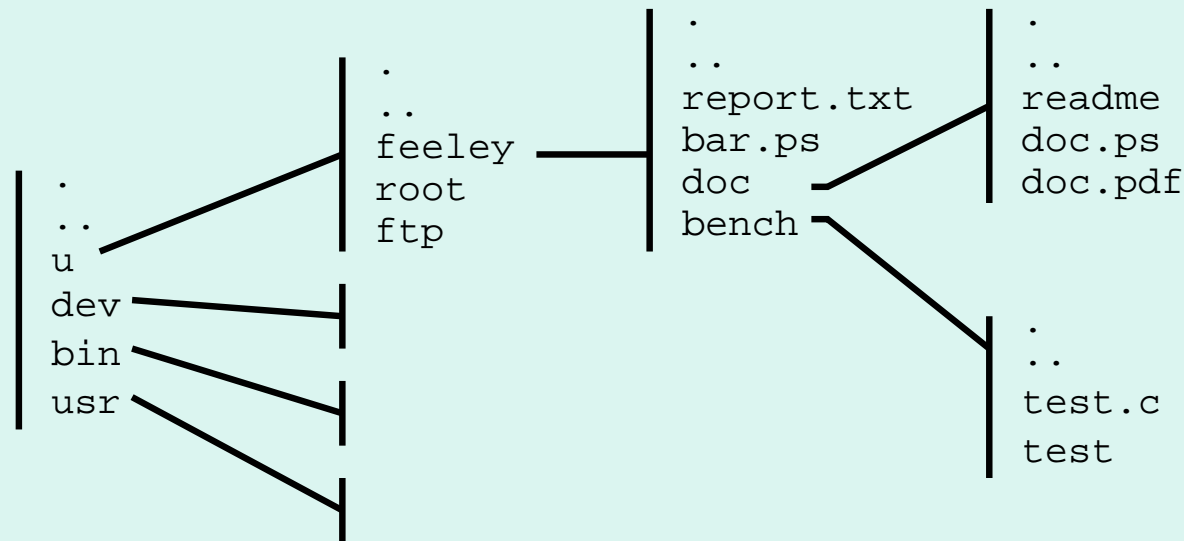 .
..
u
dev
bin
usr
.
..
feeley
root
ftp
.
..
report.txt
bar.ps
doc
bench
.
..
readme
doc.ps
doc.pdf
.
..
test.c
test